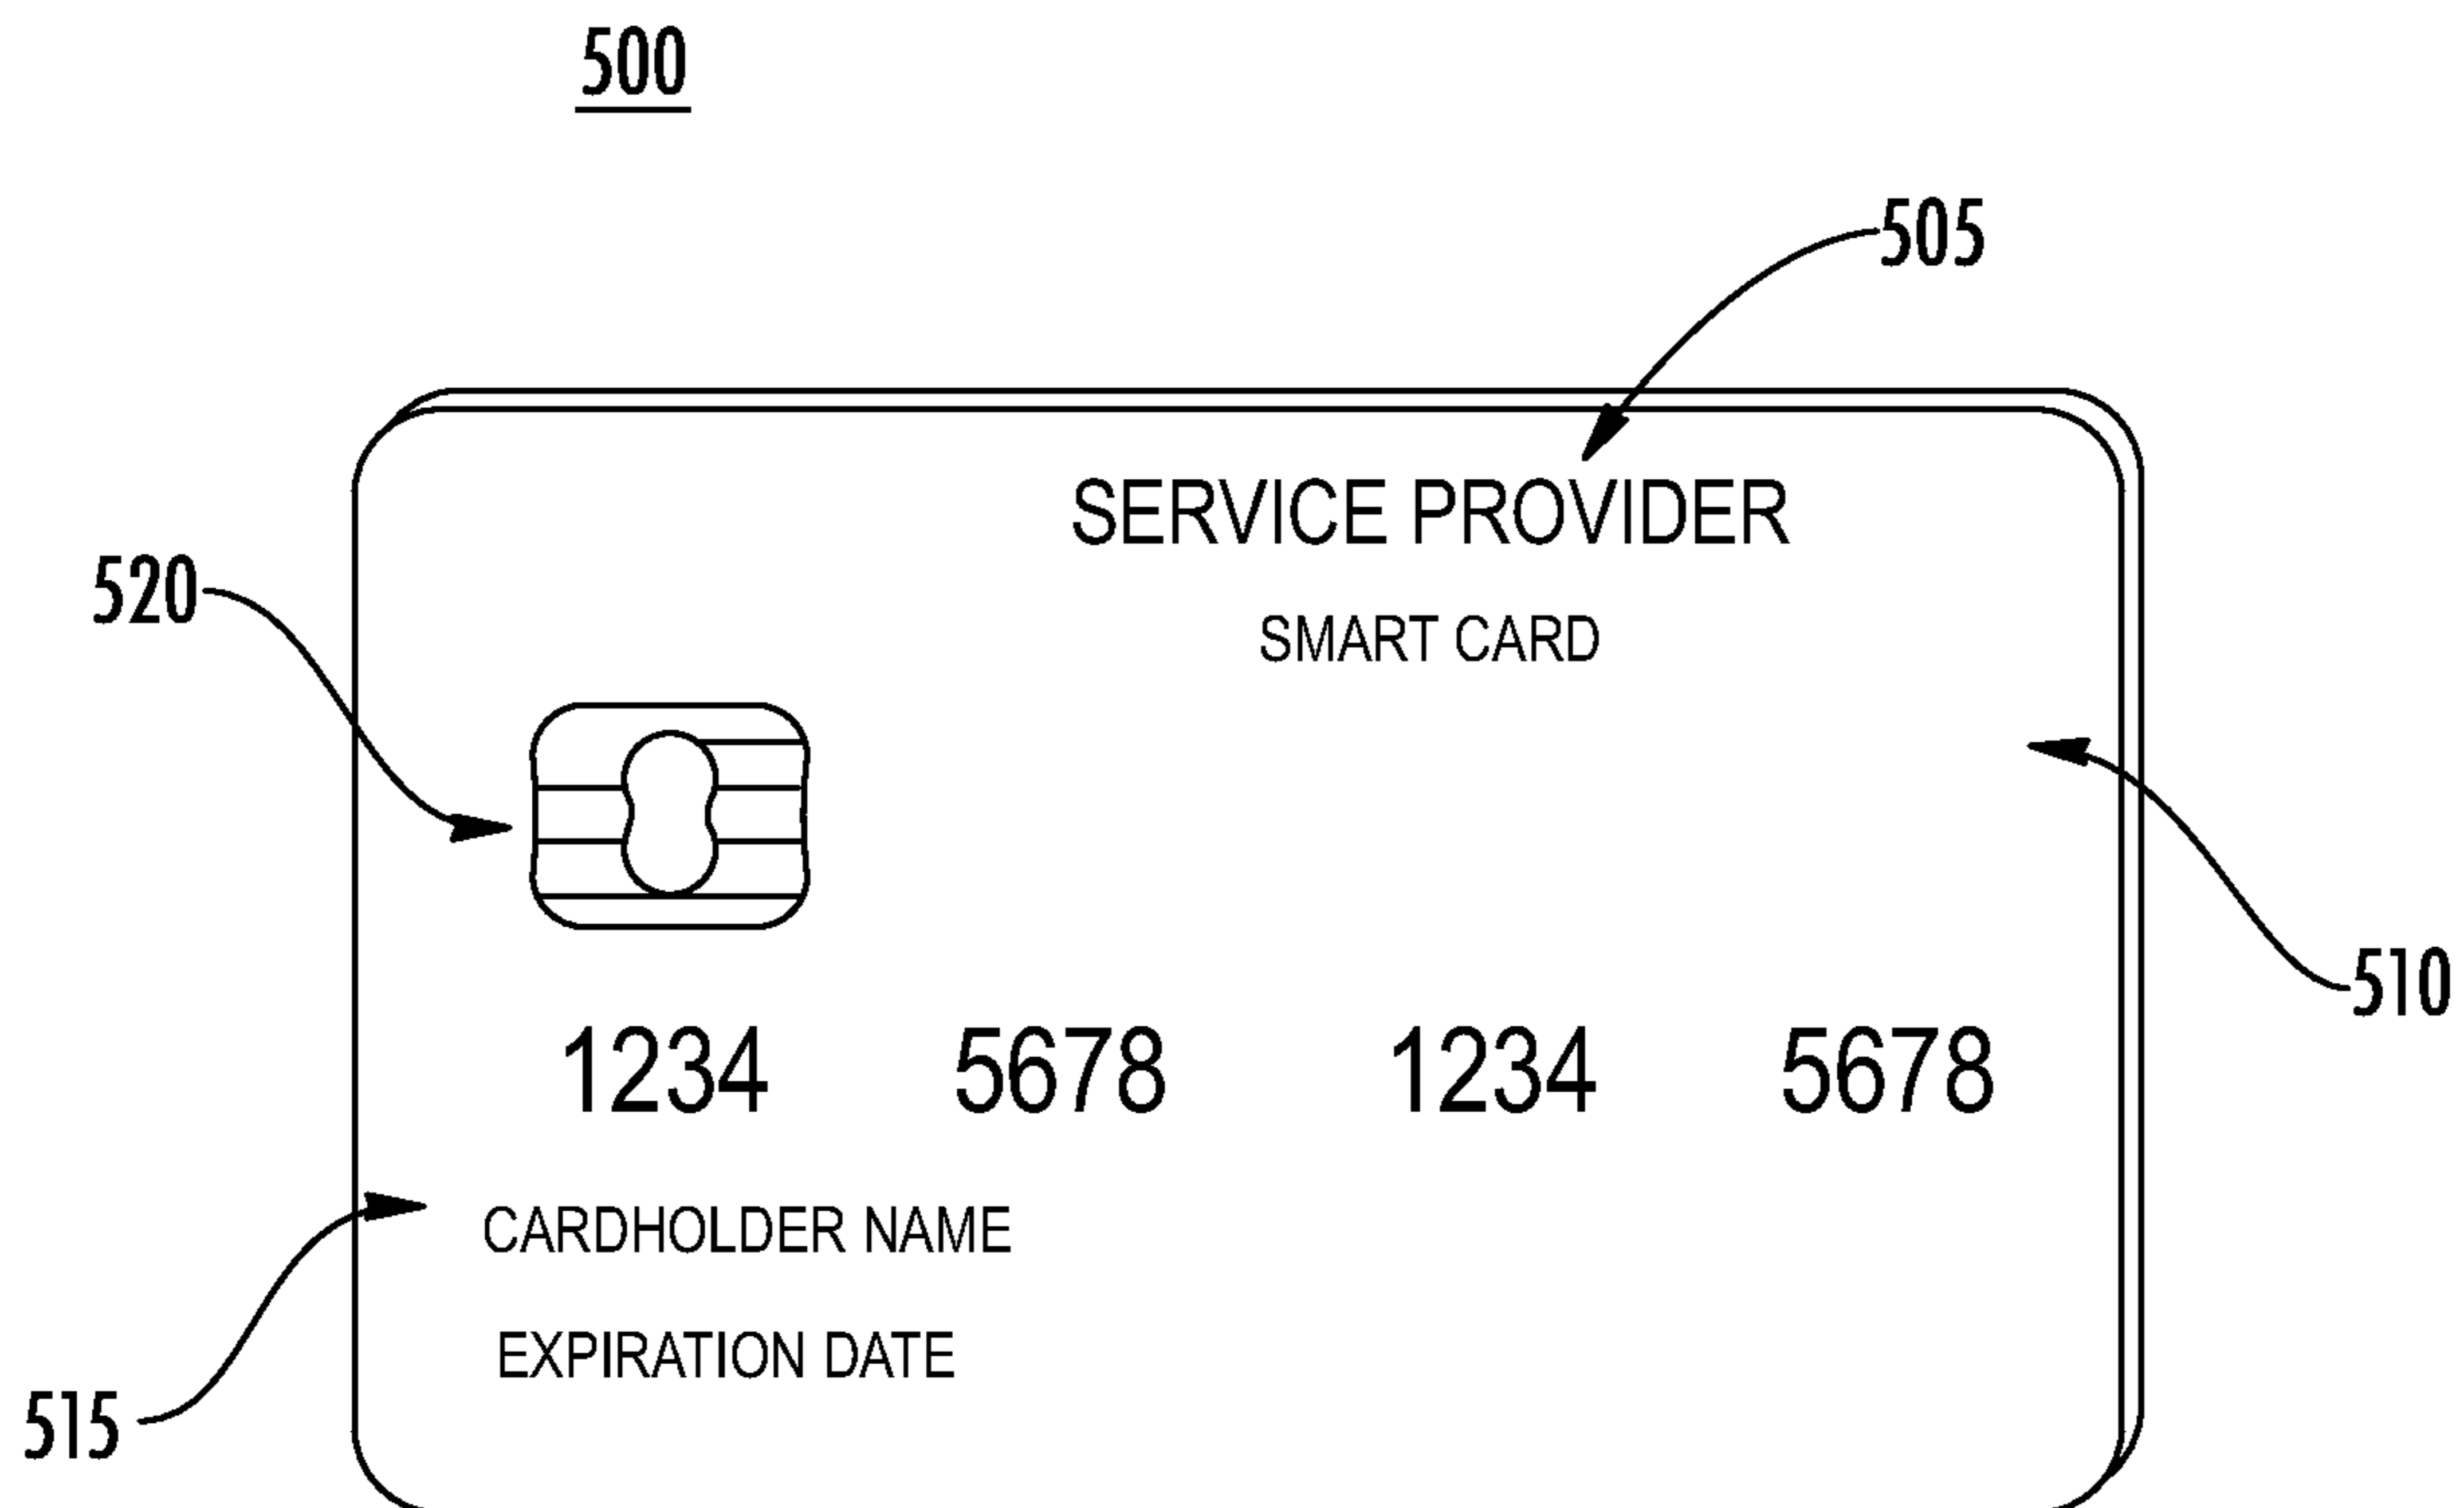 500
505
SERVICE PROVIDER
520
SMART CARD
510
1234 5678 1234 5678
CARDHOLDER NAME
EXPIRATION DATE
515